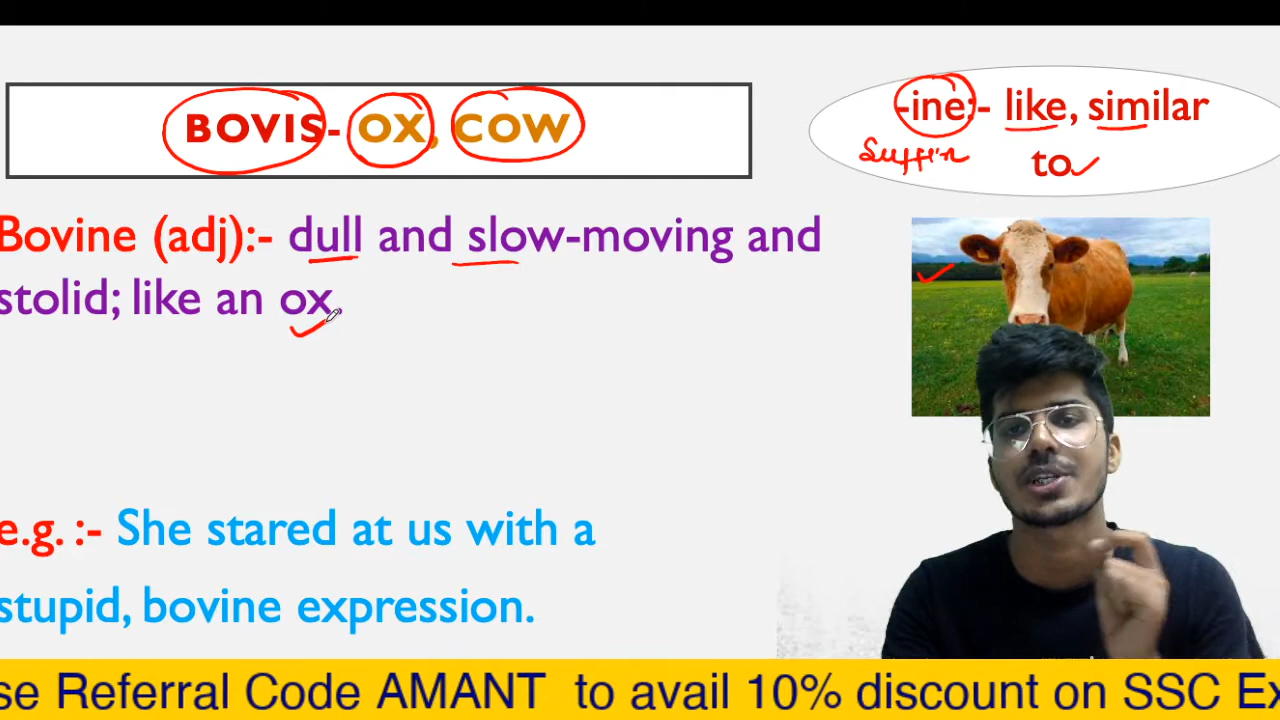 BOVIS- OX, COW
-ine:- like, similar
to
Suffix
Bovine (adj):- dull and slow-moving and
stolid; like an ox.
e.g. :- She stared at us with a
stupid, bovine expression.
se Referral Code AMANT to avail 10% discount on SSC Ex